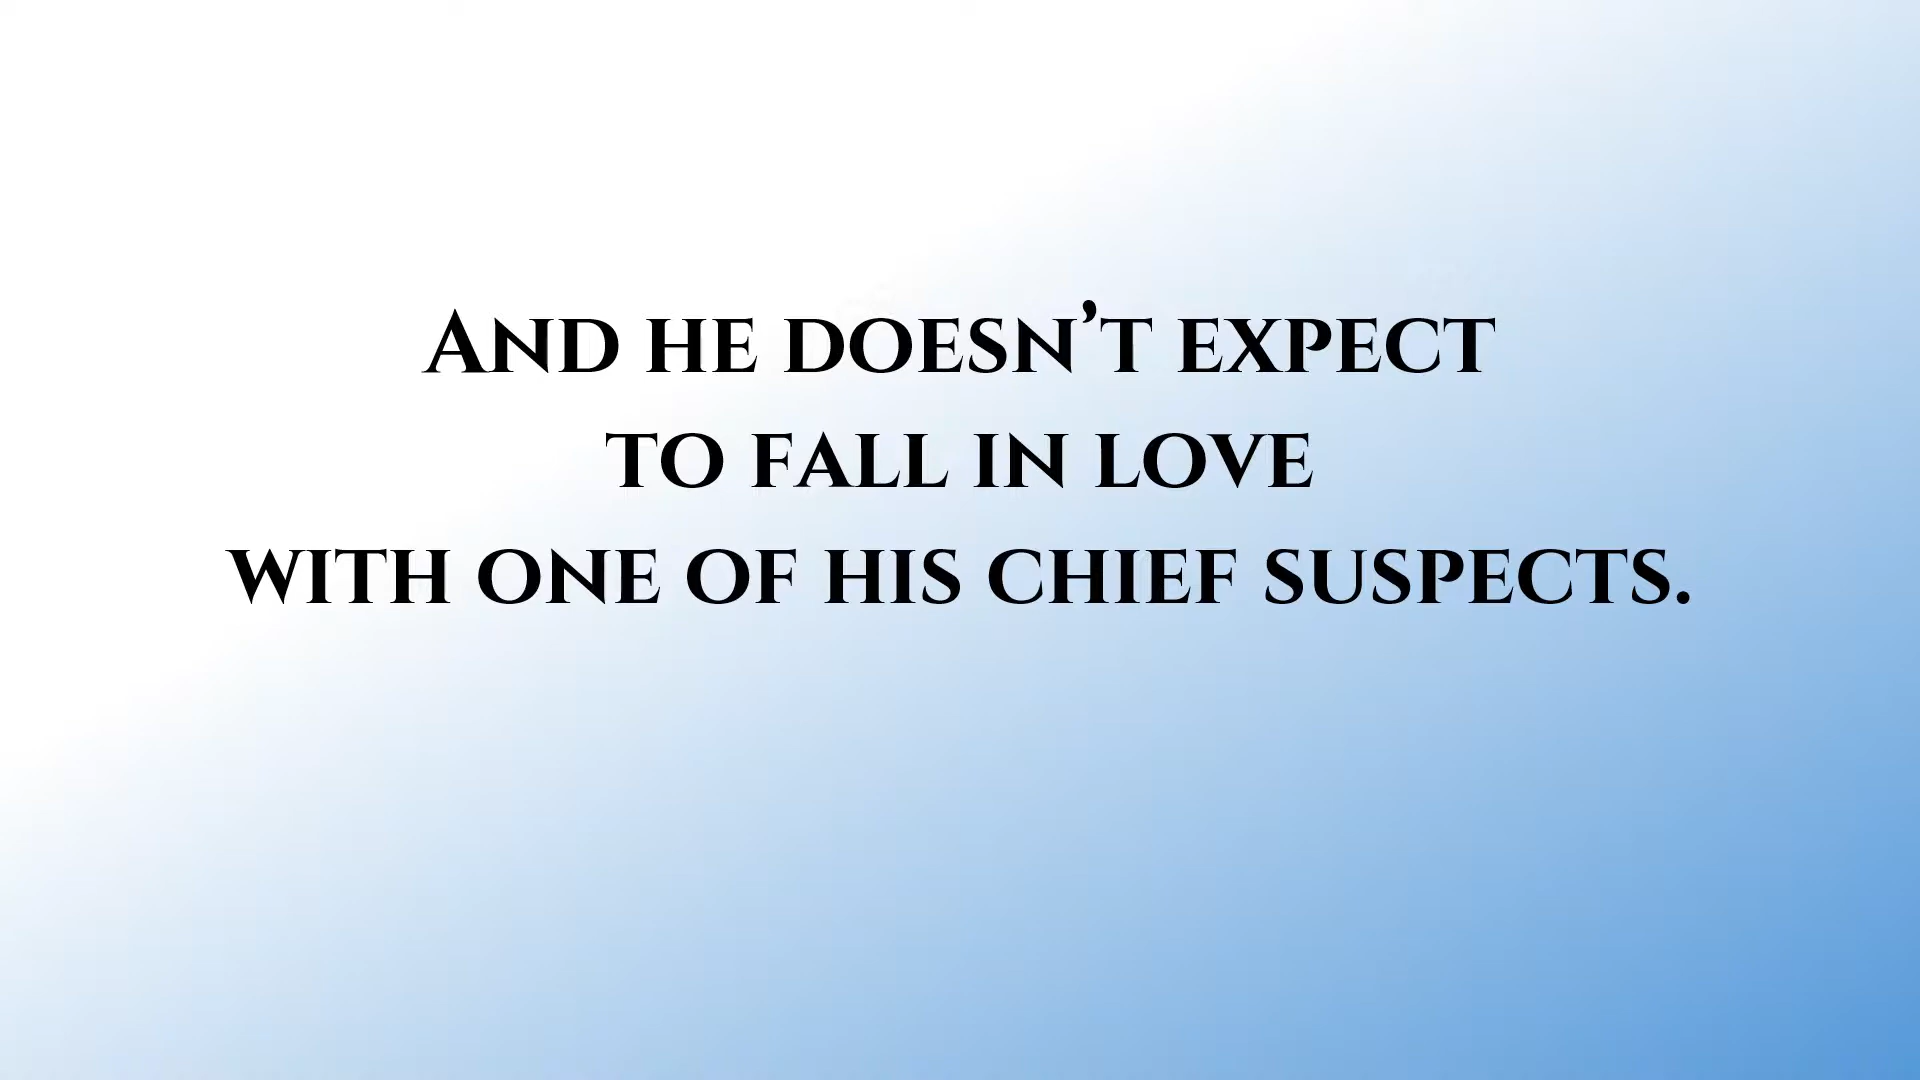 And he doesn’t expect
to fall in love
with one of his chief suspects.